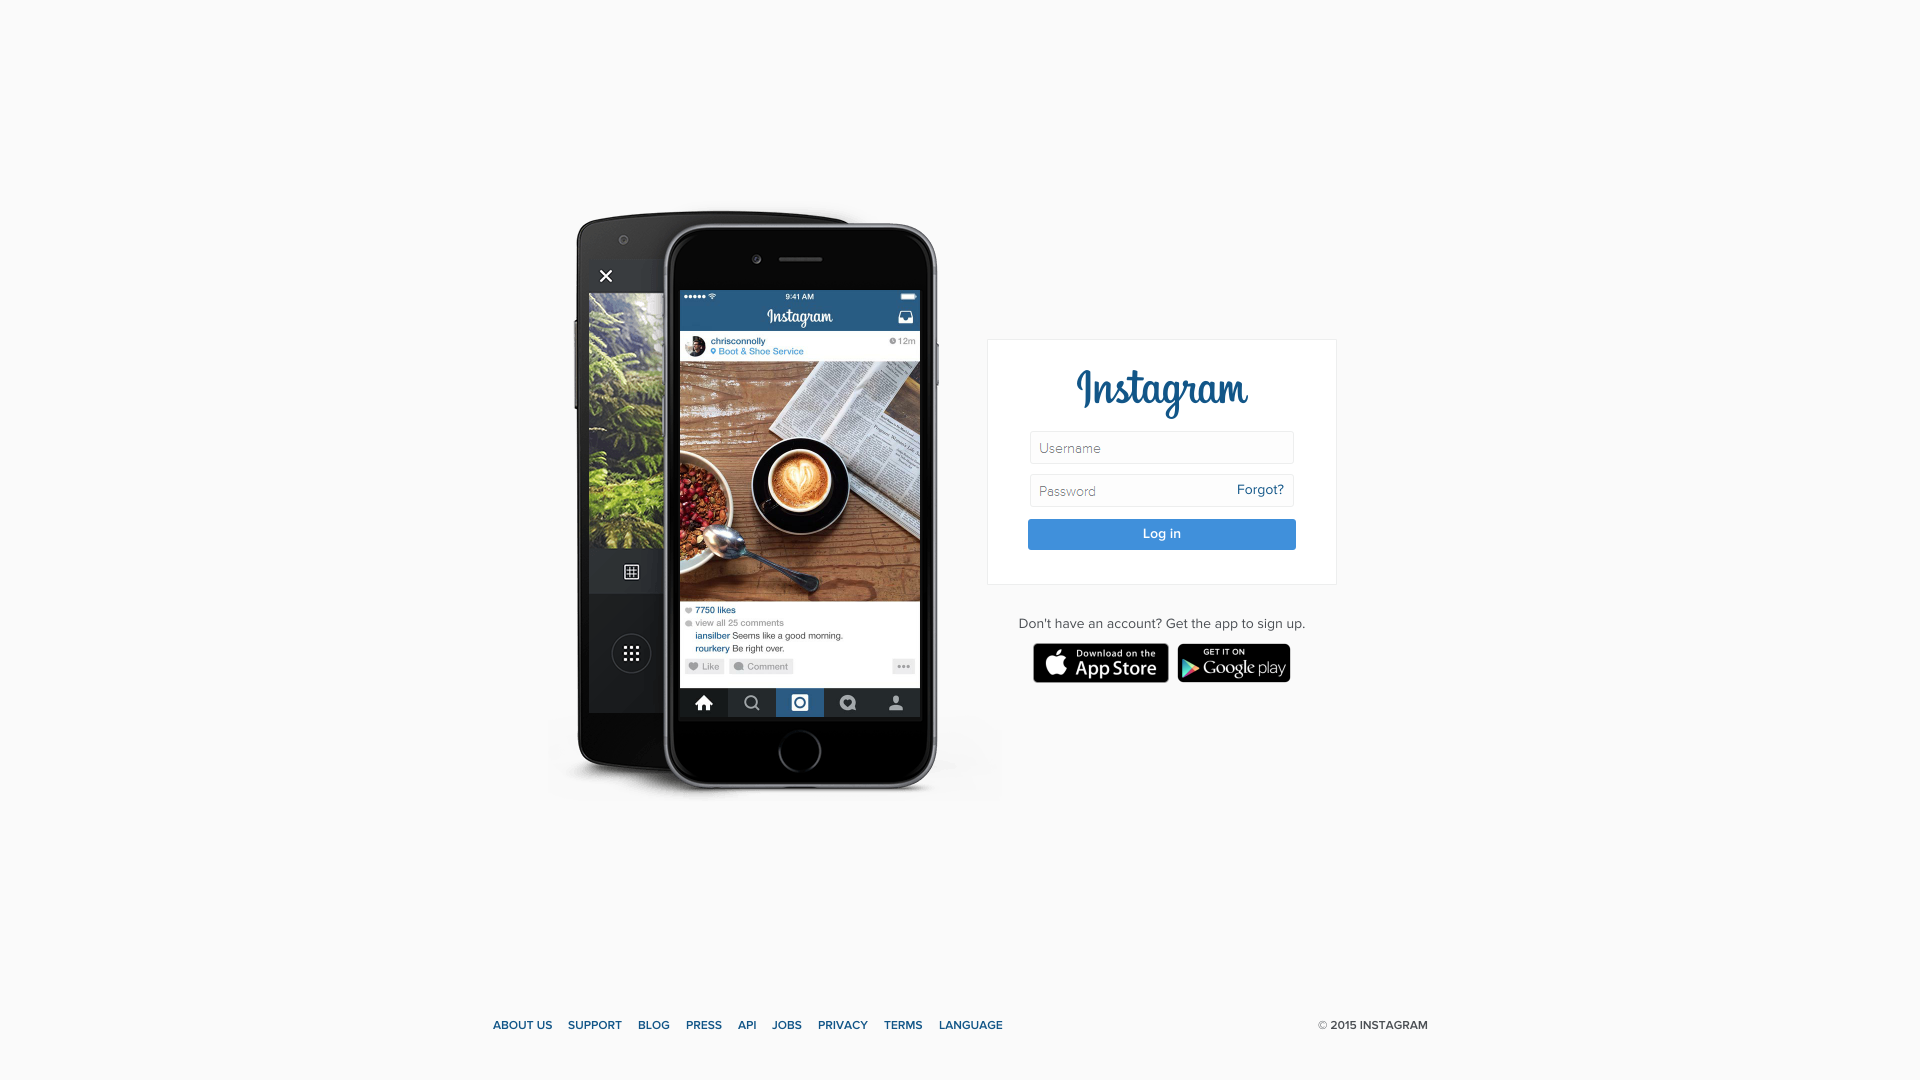 9:41 AM
Instagram
chrisconnolly
12m
Boot & Shoe Service
7750 likes
view all 25 comments
iansilber Seems like a good morning.
rourkery Be right over.
Like
Comment
Instagram
Username
Password
Forgot?
Log in
Don't have an account? Get the app to sign up.
Download on the
App Store
GET IT ON
Google play
ABOUT US
SUPPORT
BLOG
PRESS
API
JOBS
PRIVACY
TERMS
LANGUAGE
© 2015 INSTAGRAM